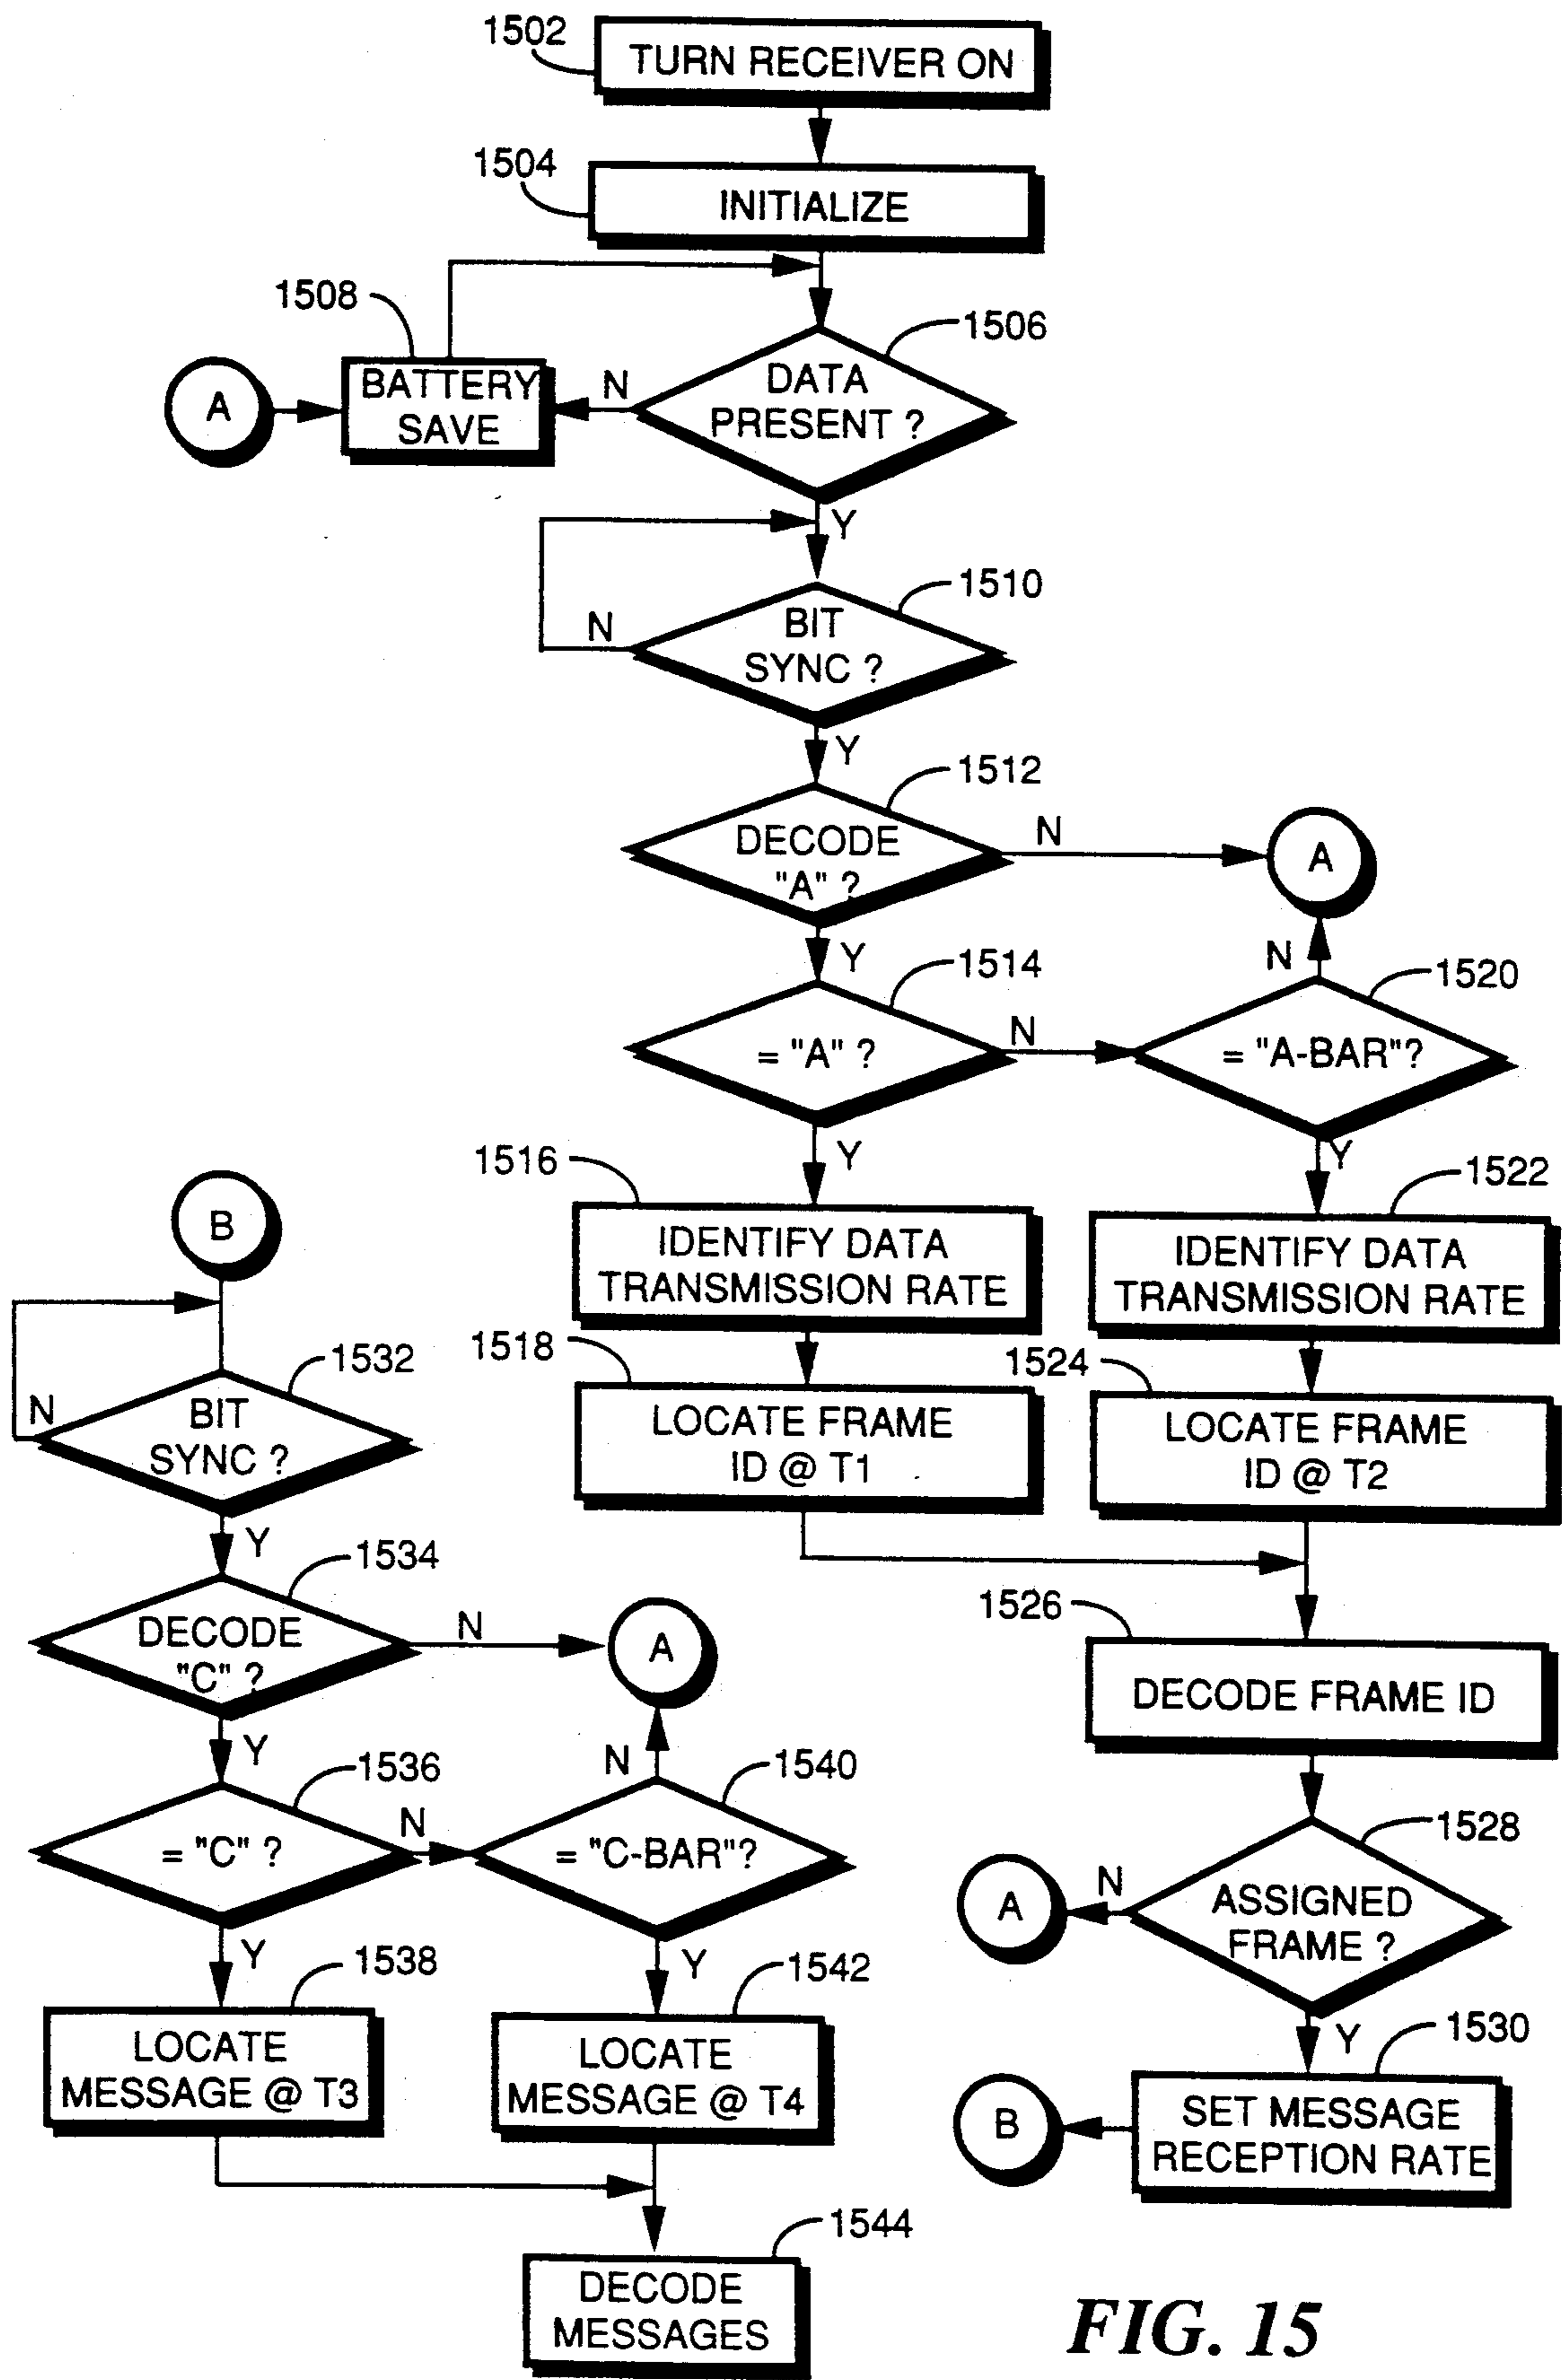 1502
TURN RECEIVER ON
1504
INITIALIZE
1508
1506
A
BATTERY
SAVE
N
DATA
PRESENT ?
Y
1510
N
BIT
SYNC ?
Y
1512
DECODE
"A" ?
N
A
Y
1514
N
1520
= "A" ?
N
= "A-BAR"?
Y
1516
Y
1522
IDENTIFY DATA
TRANSMISSION RATE
IDENTIFY DATA
TRANSMISSION RATE
1518
LOCATE FRAME
ID @ T1
1524
LOCATE FRAME
ID @ T2
1526
DECODE FRAME ID
1528
A
N
ASSIGNED
FRAME ?
Y
1530
B
SET MESSAGE
RECEPTION RATE
B
1532
N
BIT
SYNC ?
Y
1534
DECODE
"C" ?
N
A
Y
1536
N
1540
= "C" ?
N
= "C-BAR"?
Y
1538
Y
1542
LOCATE
MESSAGE @ T3
LOCATE
MESSAGE @ T4
1544
DECODE
MESSAGES
FIG. 15